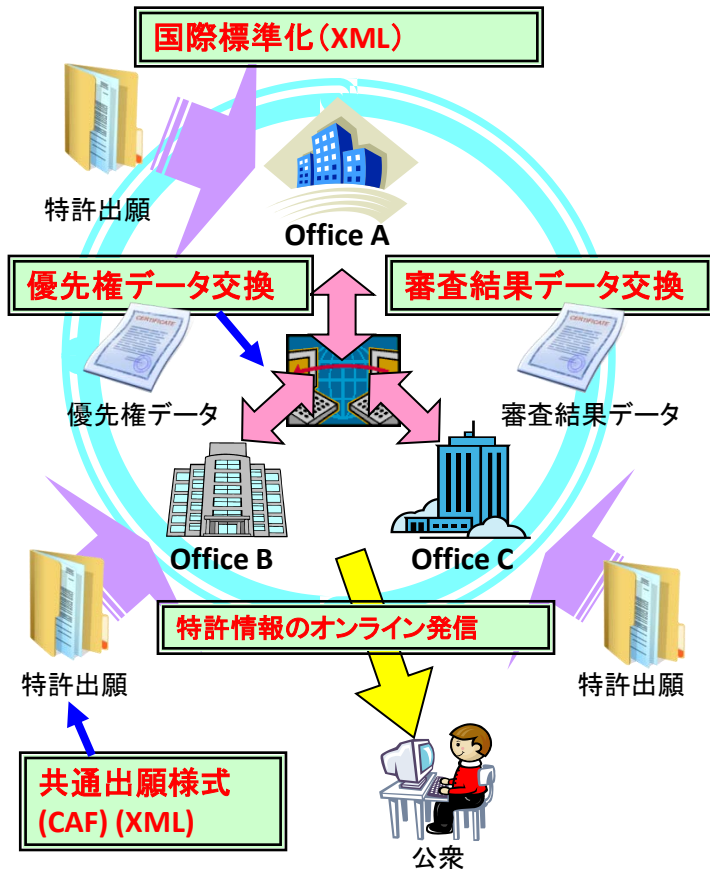 国際標準化(XML)
特許出願
Office A
優先権データ交換
審査結果データ交換
CERTIFICATE
CERTIFICATE
優先権データ
審査結果データ
Office B
Office C
特許情報のオンライン発信
特許出願
特許出願
共通出願様式
(CAF) (XML)
公衆